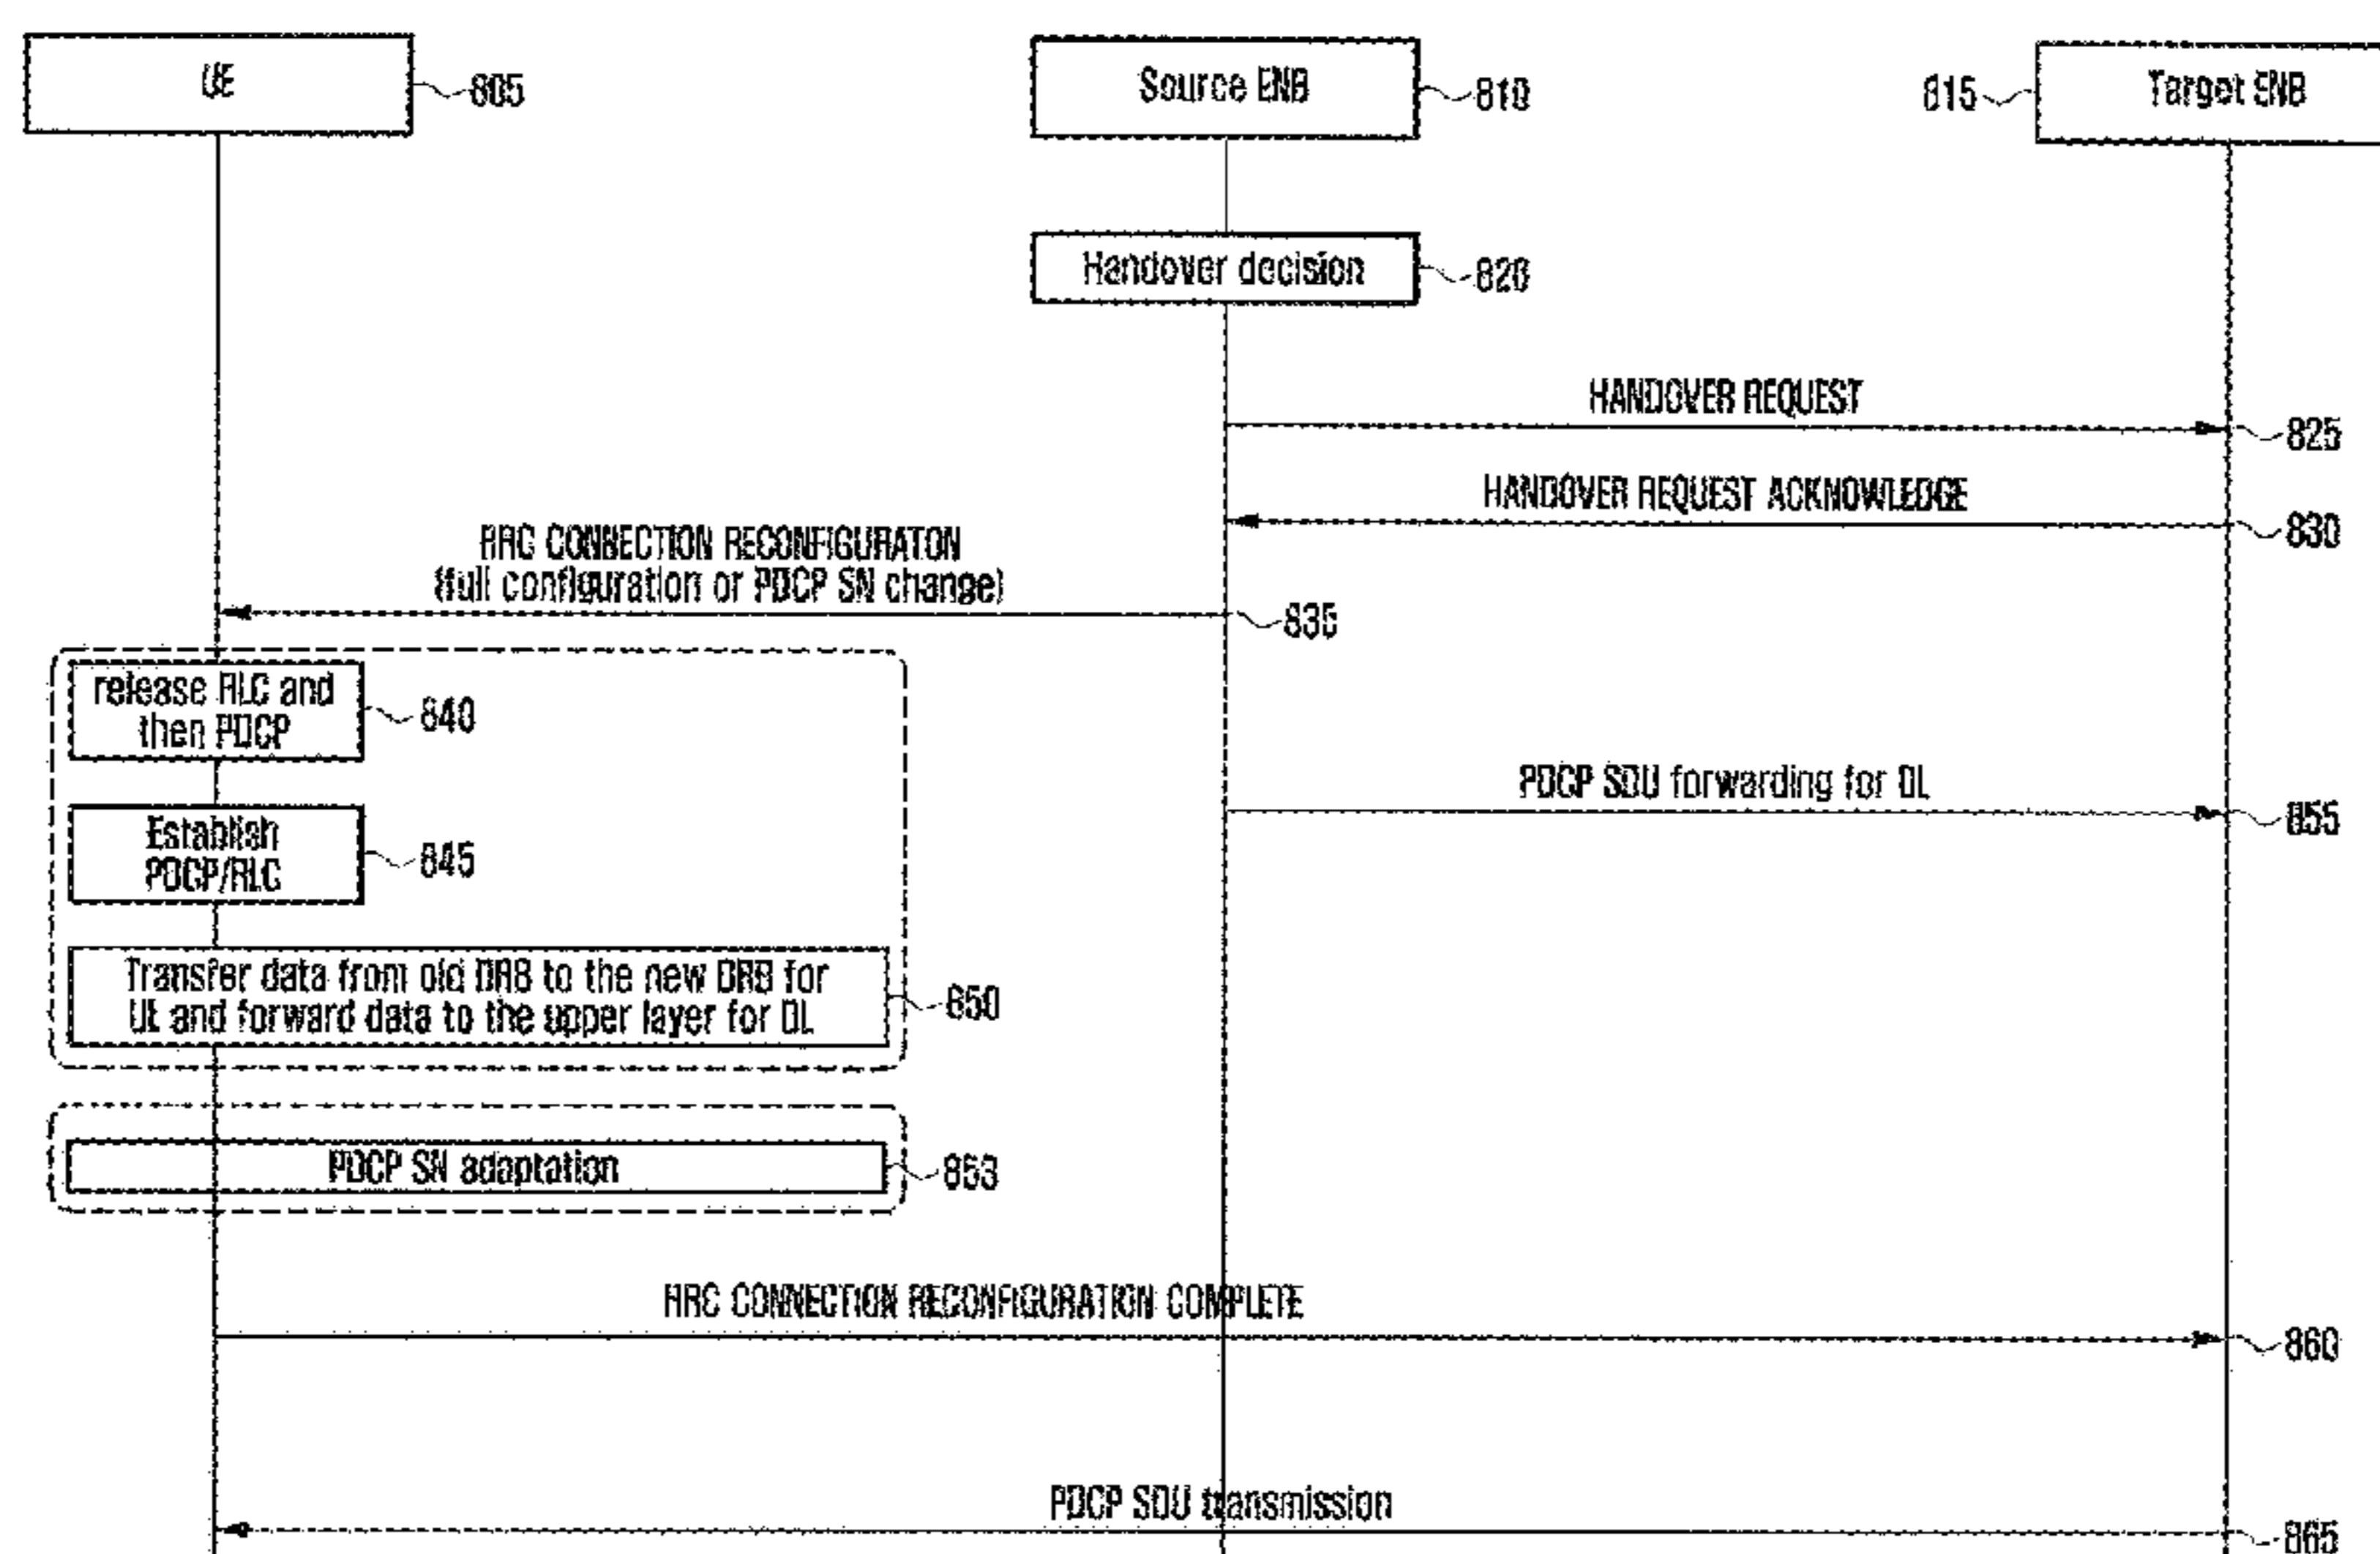 UE
805
Source ENB
810
815
Target ENB
Handover decision
820
HANDOVER REQUEST
825
HANDOVER REQUEST ACKNOWLEDGE
830
RRC CONNECTION RECONFIGURATON
(full configuration or PDCP SN change)
835
release RLC and
then PDCP
840
PDCP SDU forwarding for DL
855
Establish
PDCP/RLC
845
Transfer data from old DRB to the new DRB for
UL and forward data to the upper layer for DL
850
PDCP SN adaptation
853
RRC CONNECTION RECONFIGURATION COMPLETE
860
PDCP SDU transmission
865